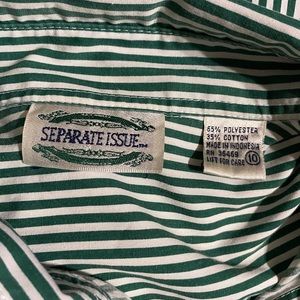 SEPARATE ISSUE
65% POLYESTER
35% COTTON
MADE IN INDONESIA
RN 36469
LIFT FOR CARE
10